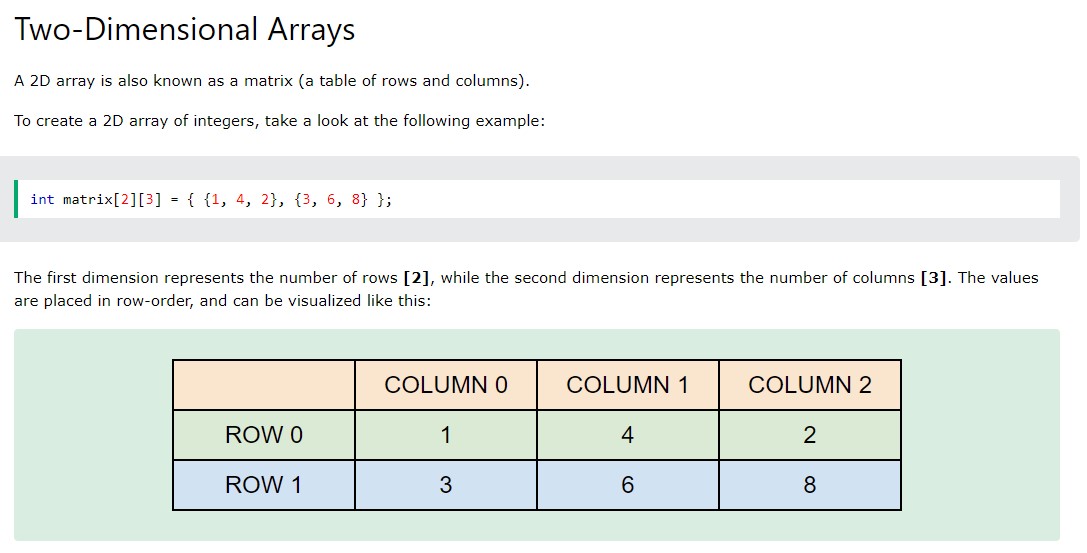 Two-Dimensional Arrays
A 2D array is also known as a matrix (a table of rows and columns).
To create a 2D array of integers, take a look at the following example:
int matrix[2][3] = { {1, 4, 2}, {3, 6, 8} };
The first dimension represents the number of rows [2], while the second dimension represents the number of columns [3]. The values
are placed in row-order, and can be visualized like this:
COLUMN 0 COLUMN 1 COLUMN 2
ROW 0 1 4 2
ROW 1 3 6 8